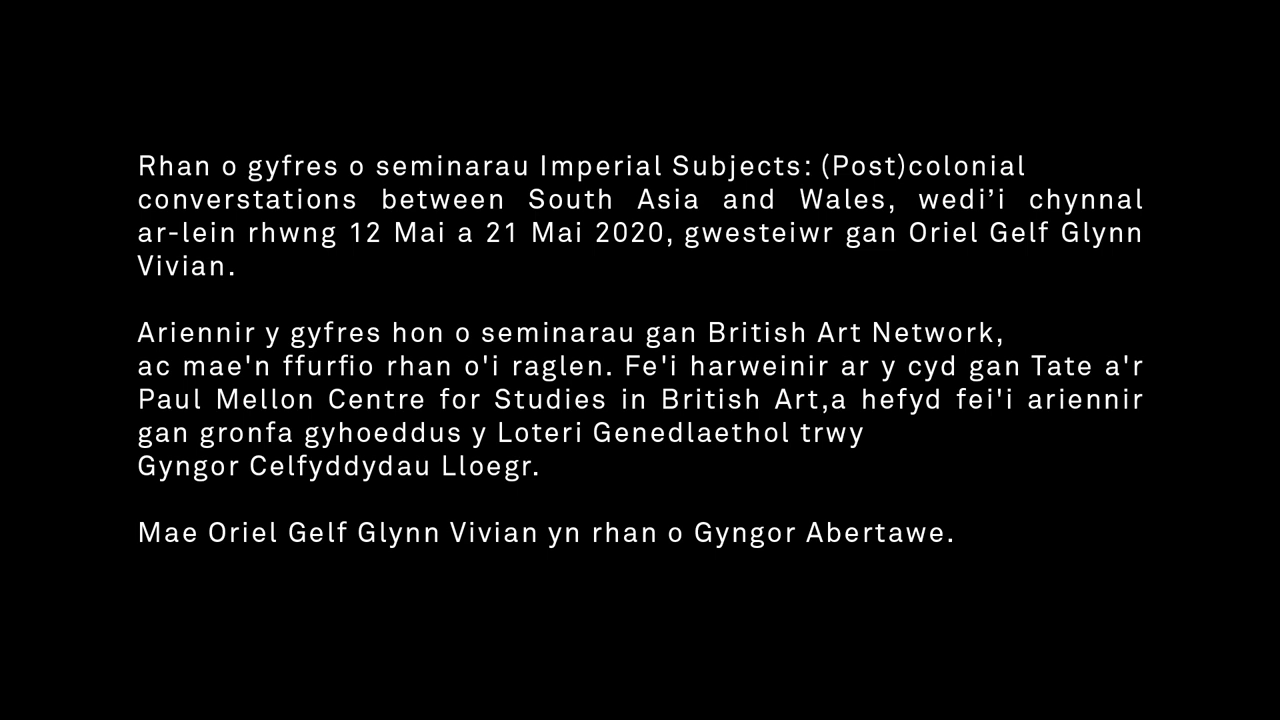 Rhan o gyfres o seminarau Imperial Subjects: (Post)colonial
converstations between South Asia and Wales, wedi’i chynnal
ar-lein rhwng 12 Mai a 21 Mai 2020, gwesteiwr gan Oriel Gelf Glynn
Vivian.
Ariennir y gyfres hon o seminarau gan British Art Network,
ac mae'n ffurfio rhan o'i raglen. Fe'i harweinir ar y cyd gan Tate a'r
Paul Mellon Centre for Studies in British Art,a hefyd fei'i ariennir
gan gronfa gyhoeddus y Loteri Genedlaethol trwy
Gyngor Celfyddydau Lloegr.
Mae Oriel Gelf Glynn Vivian yn rhan o Gyngor Abertawe.